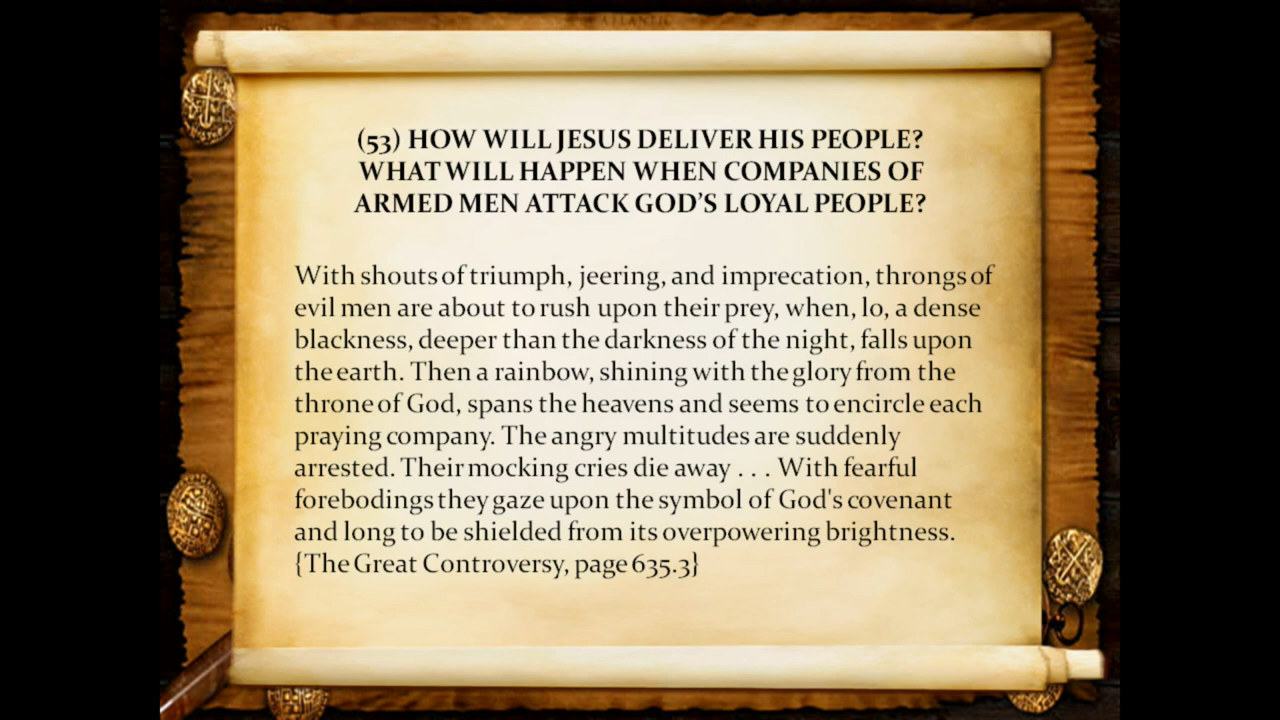 ATLANTIC
(53) HOW WILL JESUS DELIVER HIS PEOPLE?
WHAT WILL HAPPEN WHEN COMPANIES OF
ARMED MEN ATTACK GOD’S LOYAL PEOPLE?
With shouts of triumph, jeering, and imprecation, throngs of
evil men are about to rush upon their prey, when, lo, a dense
blackness, deeper than the darkness of the night, falls upon
the earth. Then a rainbow, shining with the glory from the
throne of God, spans the heavens and seems to encircle each
praying company. The angry multitudes are suddenly
arrested. Their mocking cries die away . . . With fearful
forebodings they gaze upon the symbol of God's covenant
and long to be shielded from its overpowering brightness.
{The Great Controversy, page 635.3}